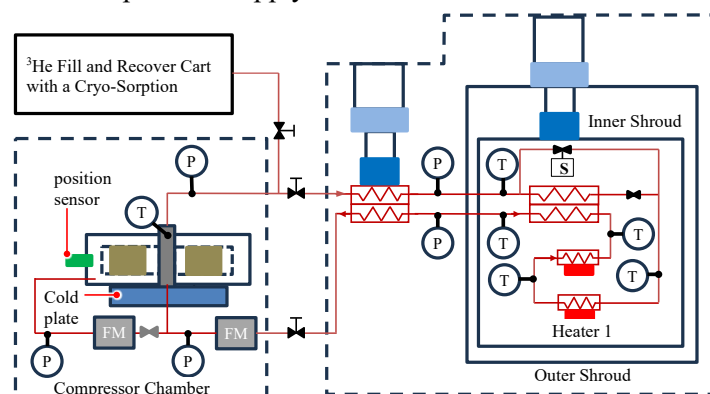 ³He Fill and Recover Cart
with a Cryo-Sorption
Inner Shroud
S
P
P
T
position
sensor
T
P
T
T
T
T
Cold
plate
FM
FM
Heater 1
P
P
Outer Shroud
Compressor Chamber